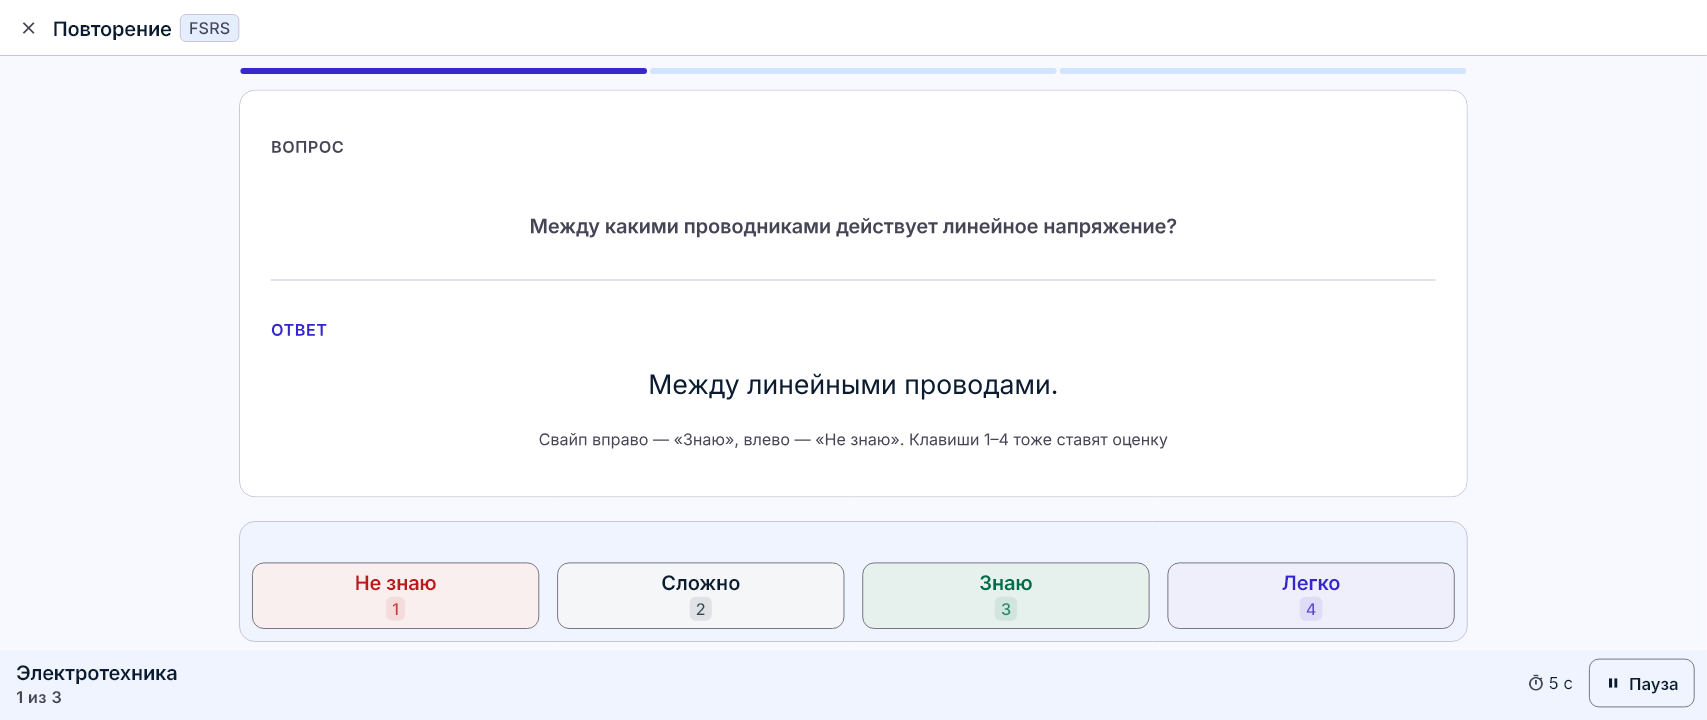 Повторение FSRS
ВОПРОС
Между какими проводниками действует линейное напряжение?
ОТВЕТ
Между линейными проводами.
Свайп вправо — «Знаю», влево — «Не знаю». Клавиши 1–4 тоже ставят оценку
Не знаю
1
Сложно
2
Знаю
3
Легко
4
Электротехника
1 из 3
5 с
Пауза